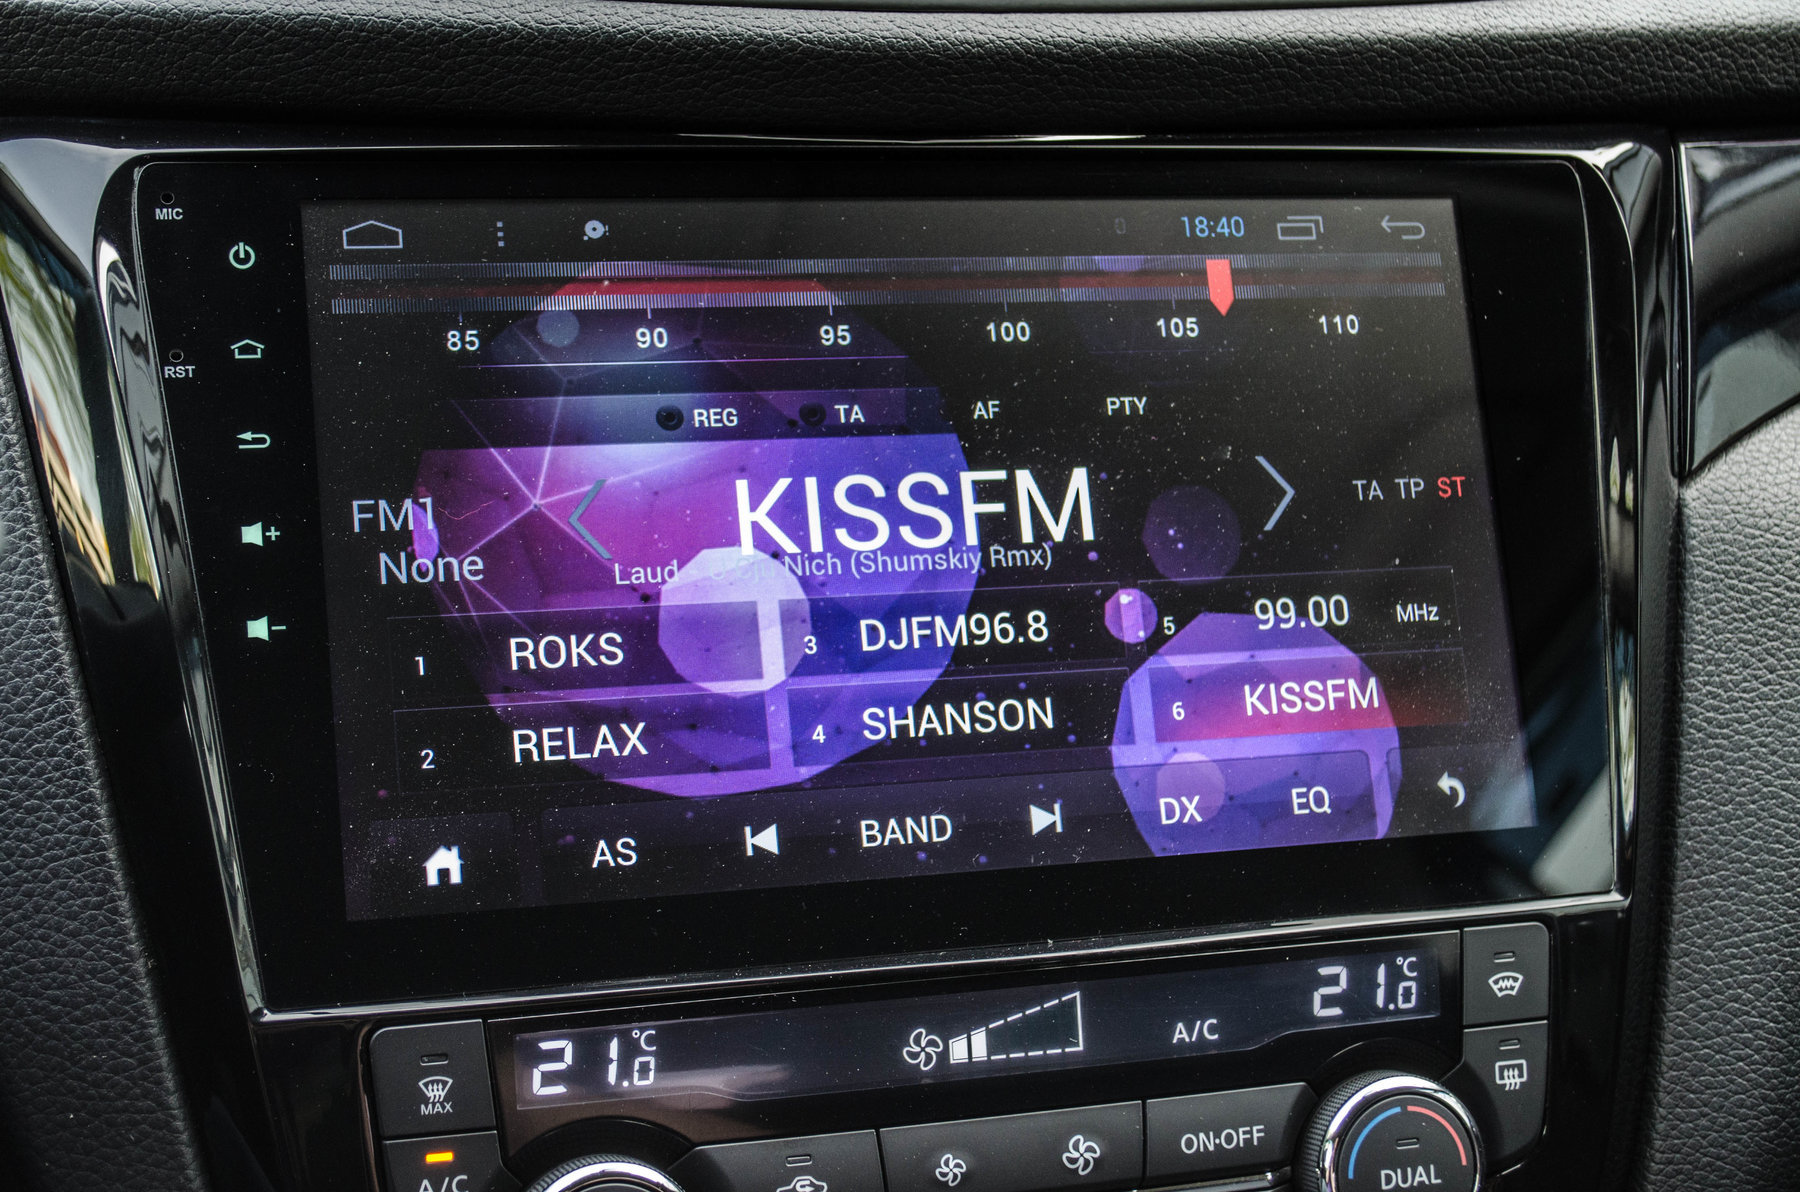 MIC
RST
18:40
85 90 95 100 105 110
REG TA AF PTY
FM1
None
KISSFM
TA TP ST
Laud - Nich (Shumskiy Rmx)
1 ROKS
3 DJFM96.8
5 99.00 MHz
2 RELAX
4 SHANSON
6 KISSFM
AS BAND DX EQ
21.0 °C
A/C
21.0 °C
MAX
A/C
ON·OFF
DUAL